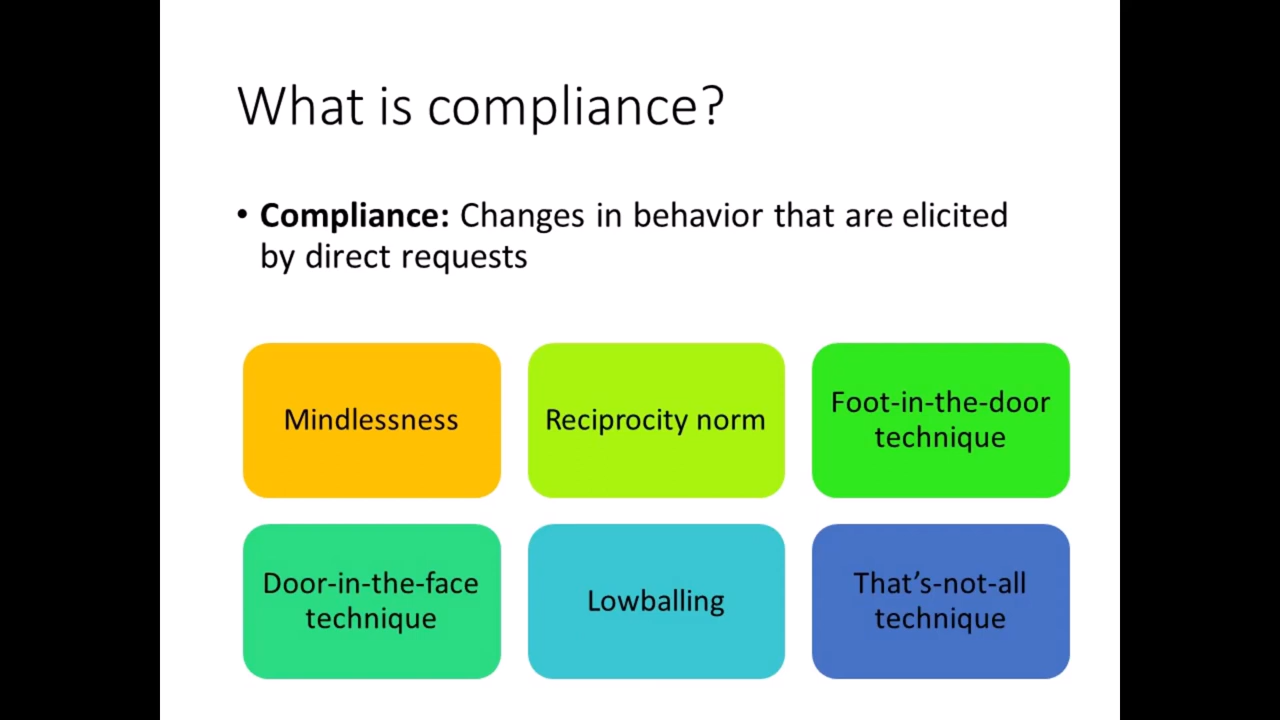 What is compliance?
• Compliance: Changes in behavior that are elicited
by direct requests
Mindlessness
Reciprocity norm
Foot-in-the-door
technique
Door-in-the-face
technique
Lowballing
That’s-not-all
technique